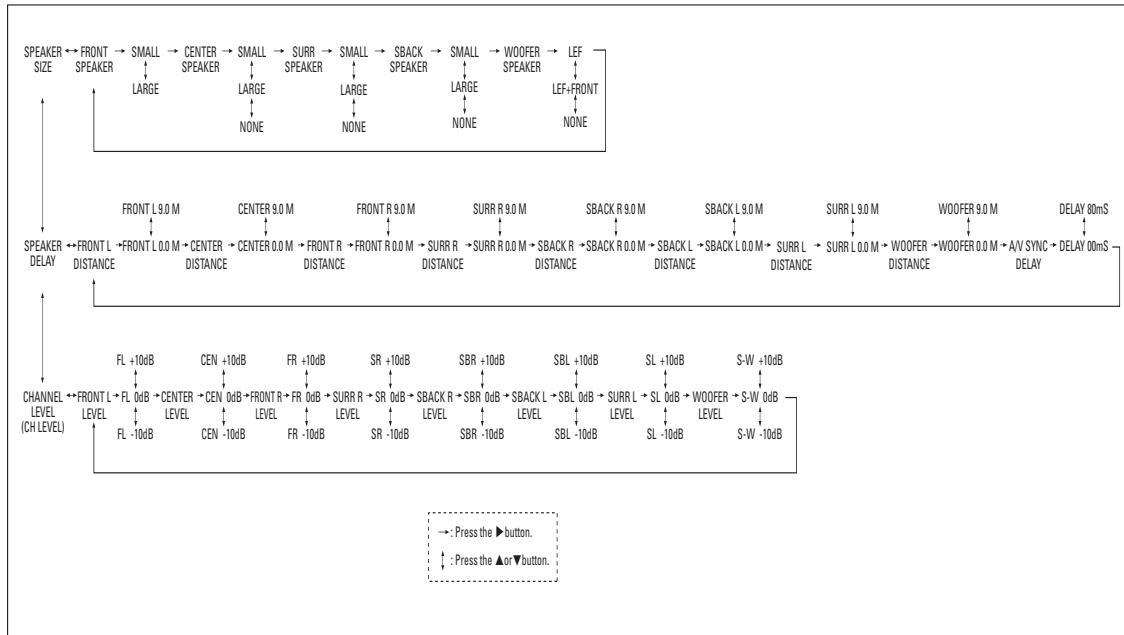 SPEAKER FRONT SMALL CENTER SMALL SURR SMALL SBACK SMALL WOOFER LEF
SIZE SPEAKER SPEAKER SPEAKER SPEAKER SPEAKER
LARGE LARGE LARGE LARGE LEF+FRONT
NONE NONE NONE NONE
FRONT L 9.0 M CENTER 9.0 M FRONT R 9.0 M SURR R 9.0 M SBACK R 9.0 M SBACK L 9.0 M SURR L 9.0 M WOOFER 9.0 M DELAY 80mS
SPEAKER FRONT L FRONT L 0.0 M CENTER CENTER 0.0 M FRONT R FRONT R 0.0 M SURR R SURR R 0.0 M SBACK R SBACK R 0.0 M SBACK L SBACK L 0.0 M SURR L SURR L 0.0 M WOOFER WOOFER 0.0 M A/V SYNC DELAY 00mS
DELAY DISTANCE DISTANCE DISTANCE DISTANCE DISTANCE DISTANCE DISTANCE DISTANCE DELAY
FL +10dB CEN +10dB FR +10dB SR +10dB SBR +10dB SBL +10dB SL +10dB S-W +10dB
CHANNEL FRONT L FL 0dB CENTER CEN 0dB FRONT R FR 0dB SURR R SR 0dB SBACK R SBR 0dB SBACK L SBL 0dB SURR L SL 0dB WOOFER S-W 0dB
LEVEL LEVEL LEVEL LEVEL LEVEL LEVEL LEVEL LEVEL LEVEL
(CH LEVEL)
FL -10dB CEN -10dB FR -10dB SR -10dB SBR -10dB SBL -10dB SL -10dB S-W -10dB
→ : Press the ▶ button.
↕ : Press the ▲ or ▼ button.